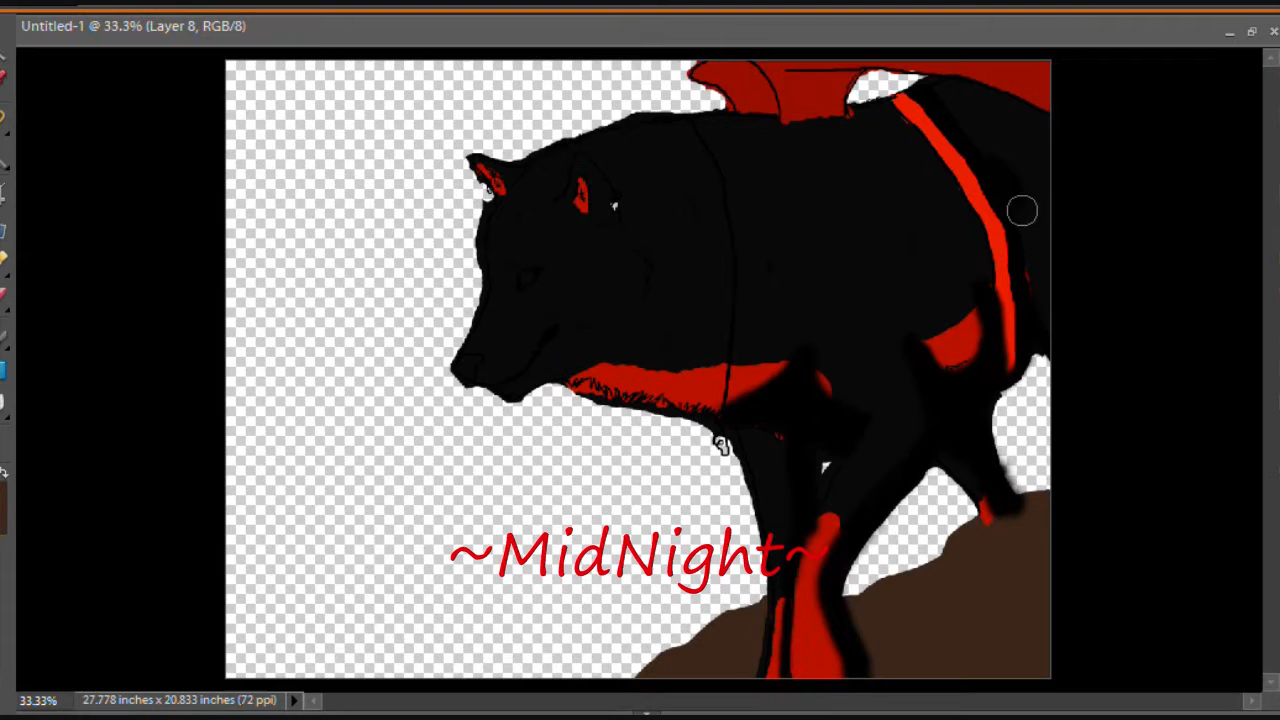 Untitled-1 @ 33.3% (Layer 8, RGB/8)
~MidNight~
33.33%
27.778 inches x 20.833 inches (72 ppi)